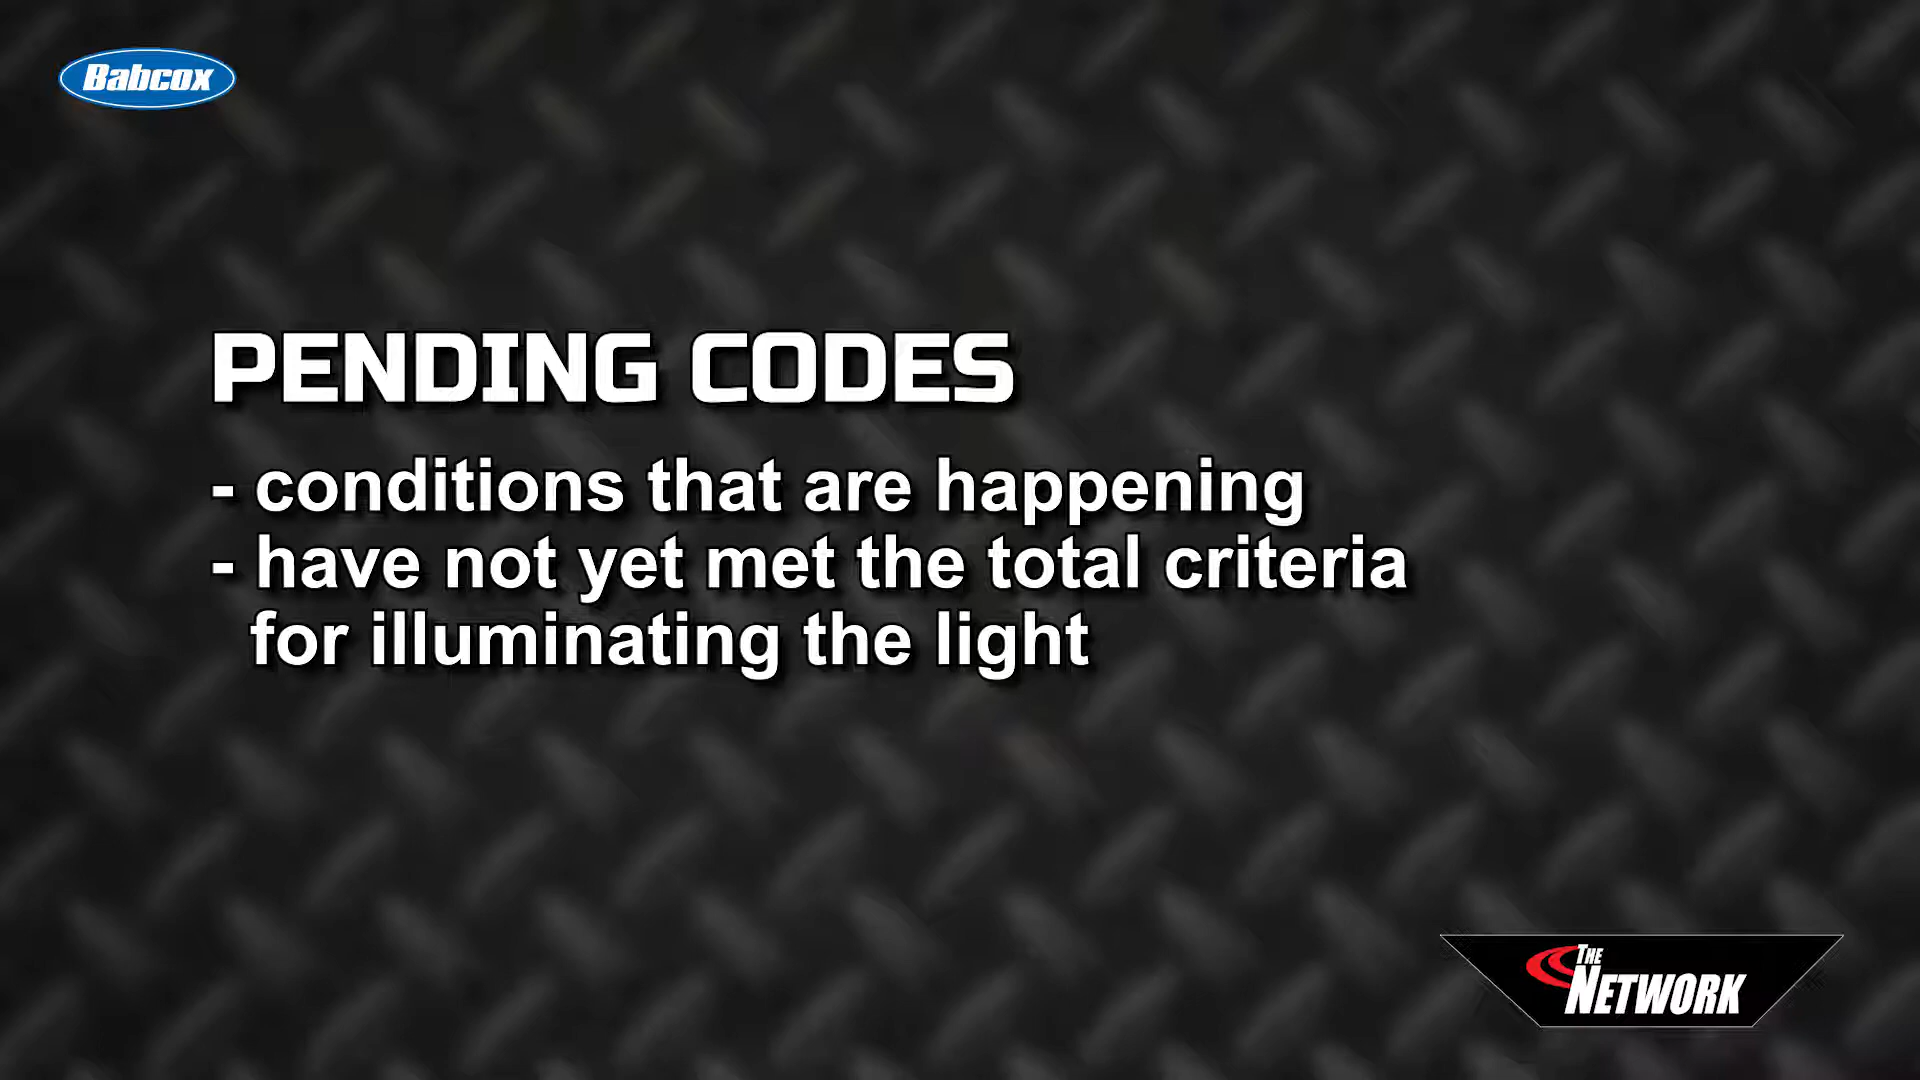 Babcox
PENDING CODES
- conditions that are happening
- have not yet met the total criteria
for illuminating the light
THE
NETWORK